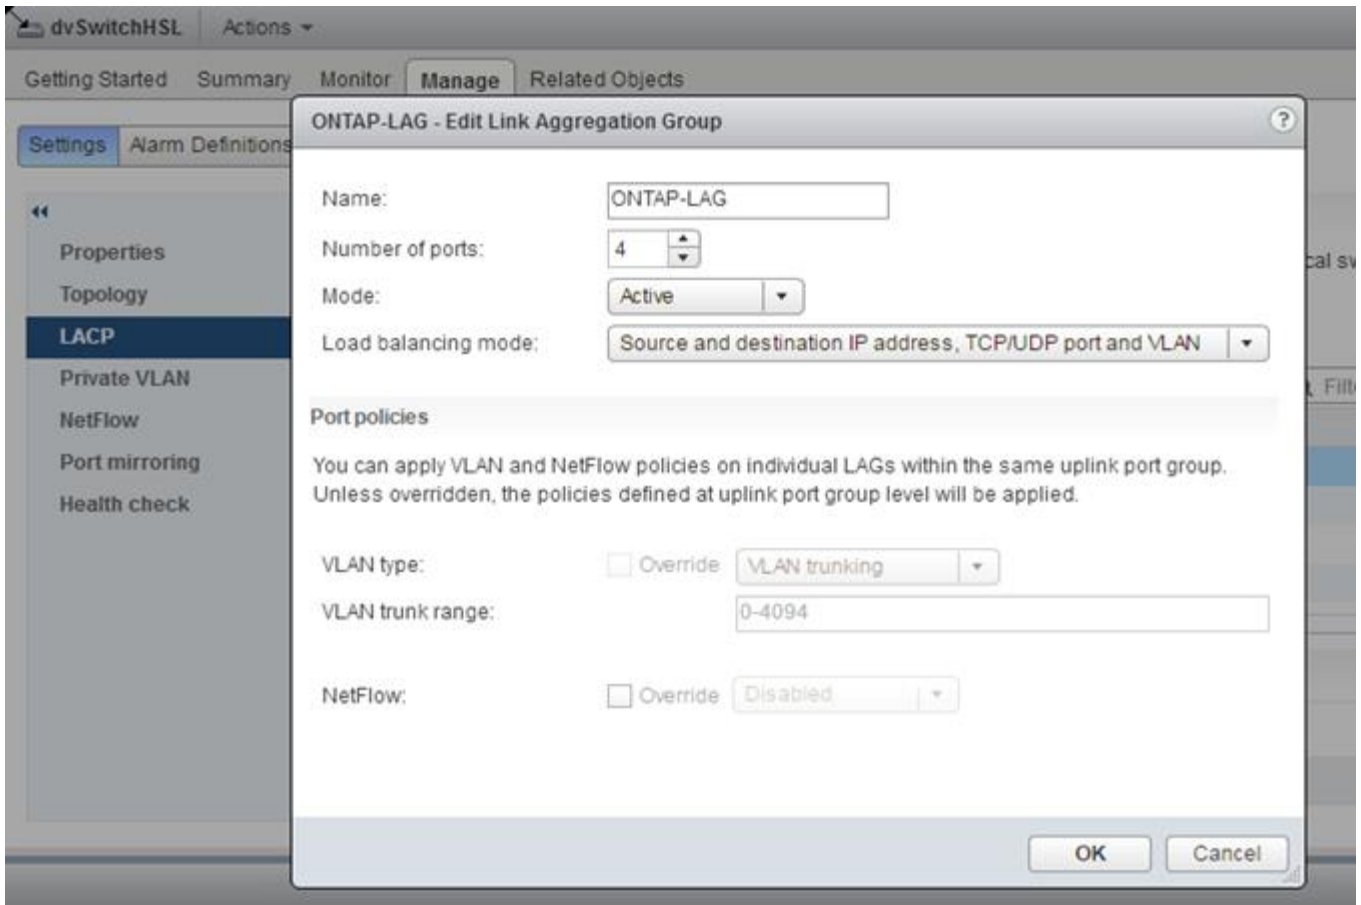 dvSwitchHSL Actions
Getting Started Summary Monitor Manage Related Objects
ONTAP-LAG - Edit Link Aggregation Group ?
Settings Alarm Definitions
Name: ONTAP-LAG
Properties
Number of ports: 4
Topology
Mode: Active
LACP
Load balancing mode: Source and destination IP address, TCP/UDP port and VLAN
Private VLAN
NetFlow
Port policies
Port mirroring
You can apply VLAN and NetFlow policies on individual LAGs within the same uplink port group.
Unless overridden, the policies defined at uplink port group level will be applied.
Health check
VLAN type: Override VLAN trunking
VLAN trunk range: 0-4094
NetFlow: Override Disabled
OK Cancel